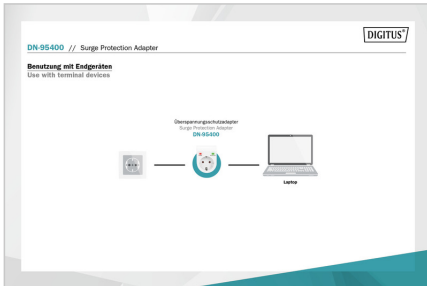 DIGITUS®
DN-95400 // Surge Protection Adapter
Benutzung mit Endgeräten
Use with terminal devices
Überspannungsschutzadapter
Surge Protection Adapter
DN-95400
Laptop